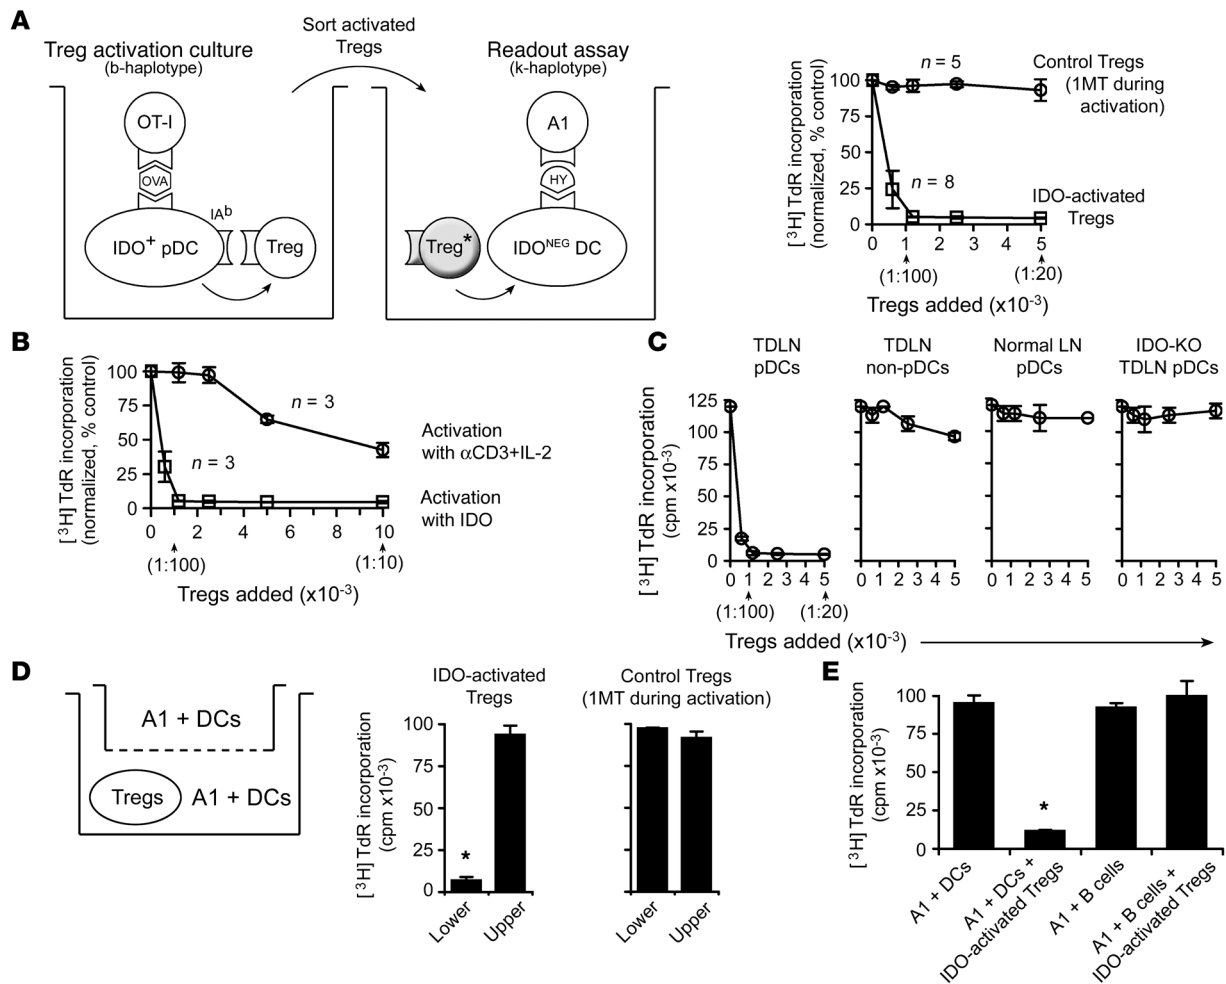 A
Treg activation culture
(b-haplotype)
Sort activated
Tregs
Readout assay
(k-haplotype)
OT-I
OVA
IDO+ pDC
IAb
Treg
A1
HY
Treg*
IDONEG DC
[3H] TdR incorporation
(normalized, % control)
100
75
50
25
0
n = 5
n = 8
Control Tregs
(1MT during
activation)
IDO-activated
Tregs
0 1 2 3 4 5
(1:100) (1:20)
Tregs added (x10-3)
B
[3H] TdR incorporation
(normalized, % control)
100
75
50
25
0
n = 3
n = 3
Activation
with αCD3+IL-2
Activation
with IDO
0 2 4 6 8 10
(1:100) (1:10)
Tregs added (x10-3)
C
TDLN
pDCs
TDLN
non-pDCs
Normal LN
pDCs
IDO-KO
TDLN pDCs
[3H] TdR incorporation
(cpm x10-3)
125
100
75
50
25
0
0 1 2 3 4 5
0 1 2 3 4 5
0 1 2 3 4 5
0 1 2 3 4 5
(1:100) (1:20)
Tregs added (x10-3)
D
A1 + DCs
Tregs
A1 + DCs
IDO-activated
Tregs
Control Tregs
(1MT during activation)
[3H] TdR incorporation
(cpm x10-3)
100
75
50
25
0
*
Lower
Upper
Lower
Upper
E
[3H] TdR incorporation
(cpm x10-3)
100
75
50
25
0
*
A1 + DCs
A1 + DCs +
IDO-activated Tregs
A1 + B cells
A1 + B cells +
IDO-activated Tregs